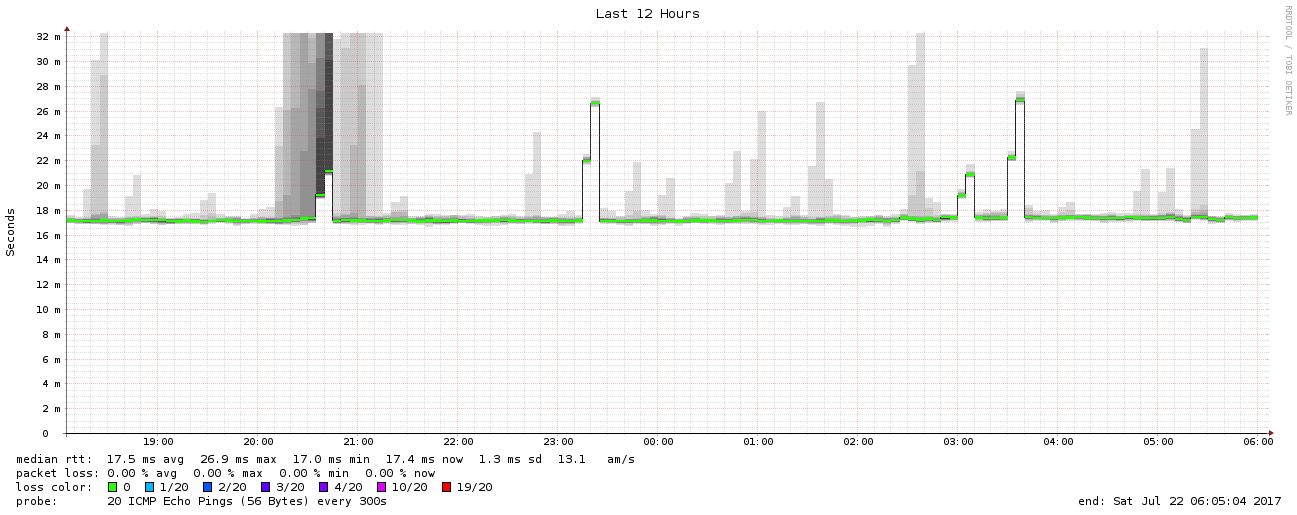 Last 12 Hours
RRDTOOL / TOBI OETIKER
Seconds
32 m
30 m
28 m
26 m
24 m
22 m
20 m
18 m
16 m
14 m
12 m
10 m
8 m
6 m
4 m
2 m
0
19:00 20:00 21:00 22:00 23:00 00:00 01:00 02:00 03:00 04:00 05:00 06:00
median rtt: 17.5 ms avg 26.9 ms max 17.0 ms min 17.4 ms now 1.3 ms sd 13.1 am/s
packet loss: 0.00 % avg 0.00 % max 0.00 % min 0.00 % now
loss color: 0 1/20 2/20 3/20 4/20 10/20 19/20
probe: 20 ICMP Echo Pings (56 Bytes) every 300s end: Sat Jul 22 06:05:04 2017